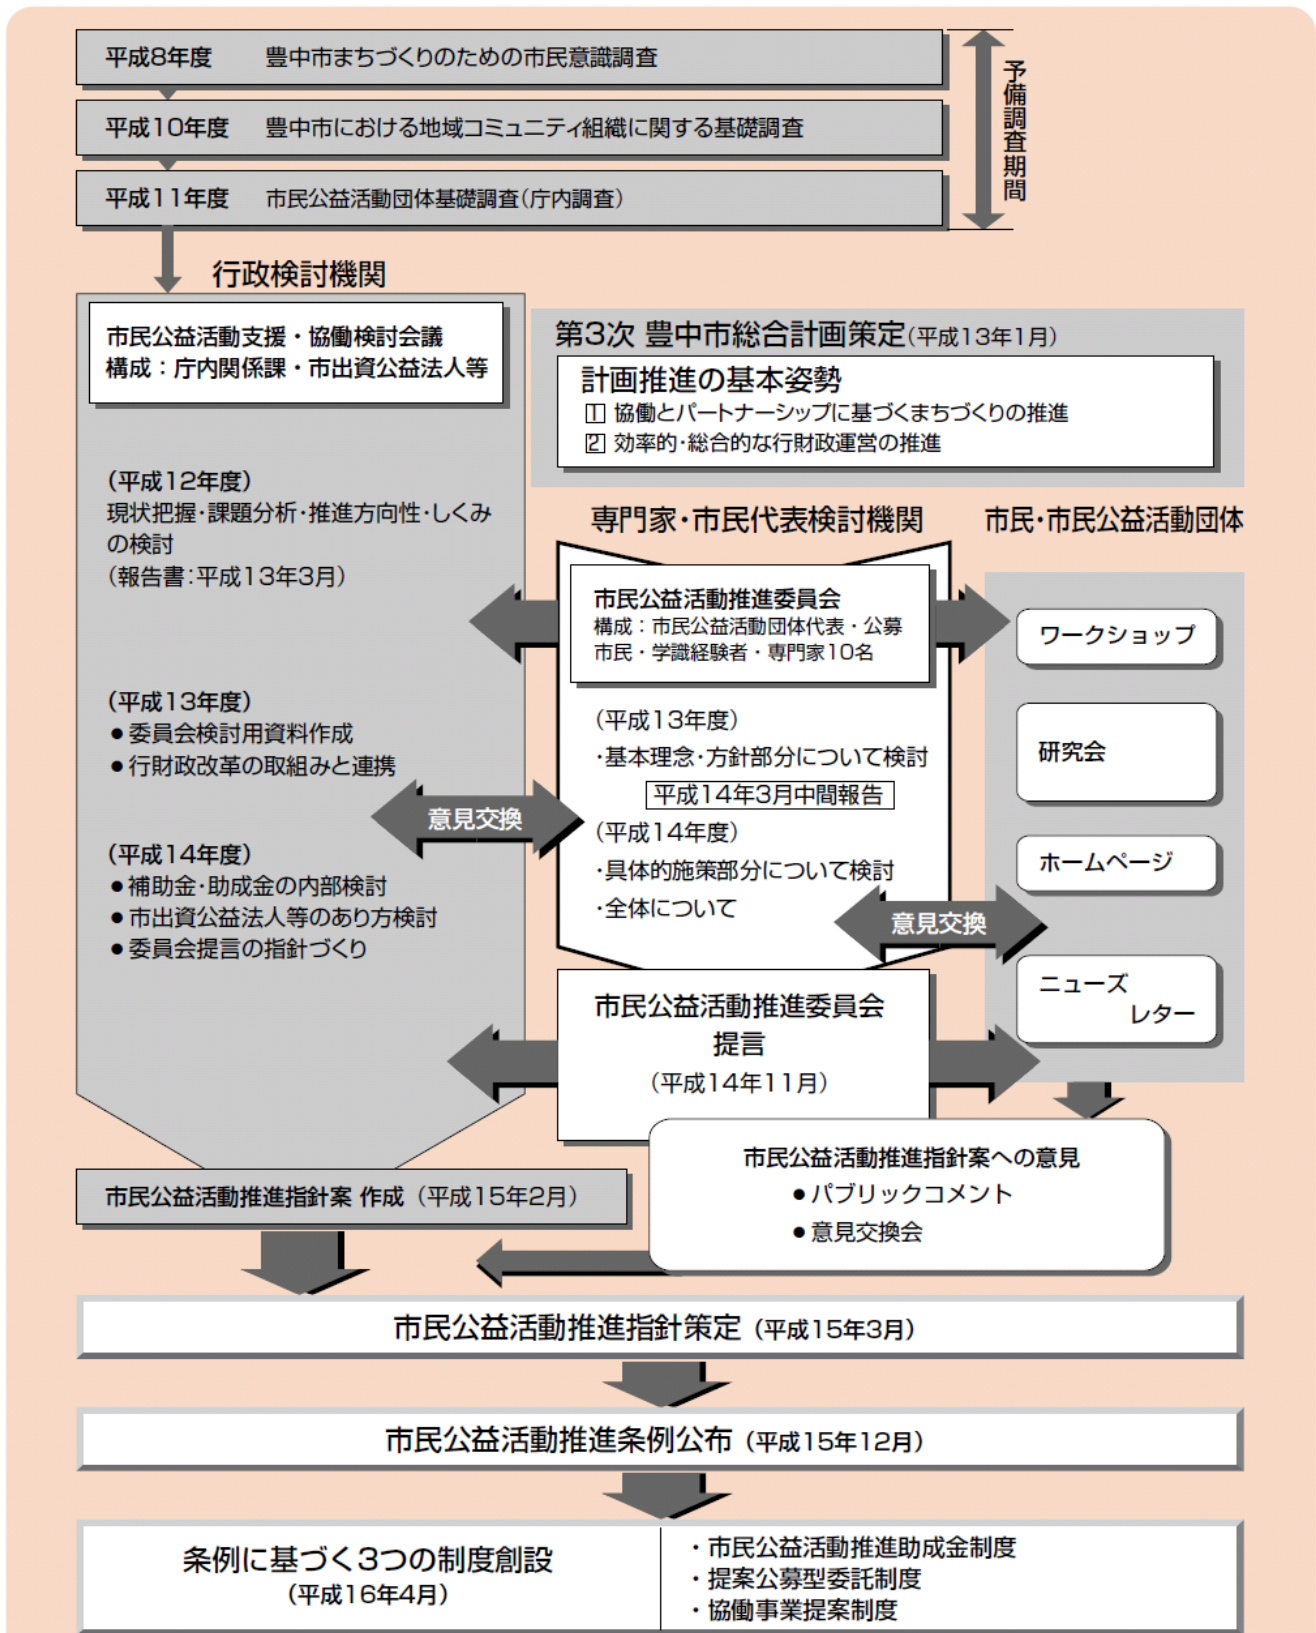 平成8年度 豊中市まちづくりのための市民意識調査
平成10年度 豊中市における地域コミュニティ組織に関する基礎調査
平成11年度 市民公益活動団体基礎調査(庁内調査)
予備調査期間
行政検討機関
市民公益活動支援・協働検討会議
構成：庁内関係課・市出資公益法人等
(平成12年度)
現状把握・課題分析・推進方向性・しくみ
の検討
(報告書：平成13年3月)
(平成13年度)
●委員会検討用資料作成
●行財政改革の取組みと連携
(平成14年度)
●補助金・助成金の内部検討
●市出資公益法人等のあり方検討
●委員会提言の指針づくり
第3次 豊中市総合計画策定(平成13年1月)
計画推進の基本姿勢
1 協働とパートナーシップに基づくまちづくりの推進
2 効率的・総合的な行財政運営の推進
専門家・市民代表検討機関
市民公益活動推進委員会
構成：市民公益活動団体代表・公募
市民・学識経験者・専門家10名
(平成13年度)
・基本理念・方針部分について検討
平成14年3月中間報告
(平成14年度)
・具体的施策部分について検討
・全体について
意見交換
意見交換
市民・市民公益活動団体
ワークショップ
研究会
ホームページ
ニューズ
レター
市民公益活動推進委員会
提言
(平成14年11月)
市民公益活動推進指針案への意見
●パブリックコメント
●意見交換会
市民公益活動推進指針案 作成 (平成15年2月)
市民公益活動推進指針策定 (平成15年3月)
市民公益活動推進条例公布 (平成15年12月)
条例に基づく3つの制度創設
(平成16年4月)
・市民公益活動推進助成金制度
・提案公募型委託制度
・協働事業提案制度